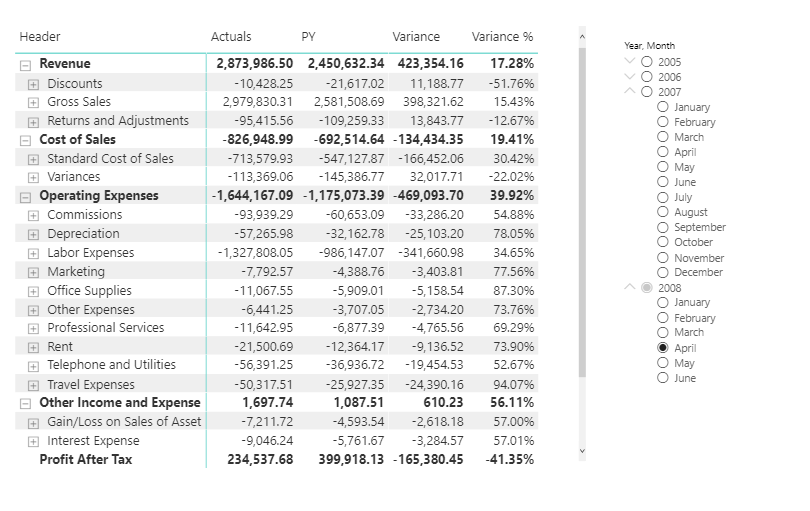 Header Actuals PY Variance Variance %
Revenue 2,873,986.50 2,450,632.34 423,354.16 17.28%
Discounts -10,428.25 -21,617.02 11,188.77 -51.76%
Gross Sales 2,979,830.31 2,581,508.69 398,321.62 15.43%
Returns and Adjustments -95,415.56 -109,259.33 13,843.77 -12.67%
Cost of Sales -826,948.99 -692,514.64 -134,434.35 19.41%
Standard Cost of Sales -713,579.93 -547,127.87 -166,452.06 30.42%
Variances -113,369.06 -145,386.77 32,017.71 -22.02%
Operating Expenses -1,644,167.09 -1,175,073.39 -469,093.70 39.92%
Commissions -93,939.29 -60,653.09 -33,286.20 54.88%
Depreciation -57,265.98 -32,162.78 -25,103.20 78.05%
Labor Expenses -1,327,808.05 -986,147.07 -341,660.98 34.65%
Marketing -7,792.57 -4,388.76 -3,403.81 77.56%
Office Supplies -11,067.55 -5,909.01 -5,158.54 87.30%
Other Expenses -6,441.25 -3,707.05 -2,734.20 73.76%
Professional Services -11,642.95 -6,877.39 -4,765.56 69.29%
Rent -21,500.69 -12,364.17 -9,136.52 73.90%
Telephone and Utilities -56,391.25 -36,936.72 -19,454.53 52.67%
Travel Expenses -50,317.51 -25,927.35 -24,390.16 94.07%
Other Income and Expense 1,697.74 1,087.51 610.23 56.11%
Gain/Loss on Sales of Asset -7,211.72 -4,593.54 -2,618.18 57.00%
Interest Expense -9,046.24 -5,761.67 -3,284.57 57.01%
Profit After Tax 234,537.68 399,918.13 -165,380.45 -41.35%
Year, Month
2005
2006
2007
January
February
March
April
May
June
July
August
September
October
November
December
2008
January
February
March
April
May
June